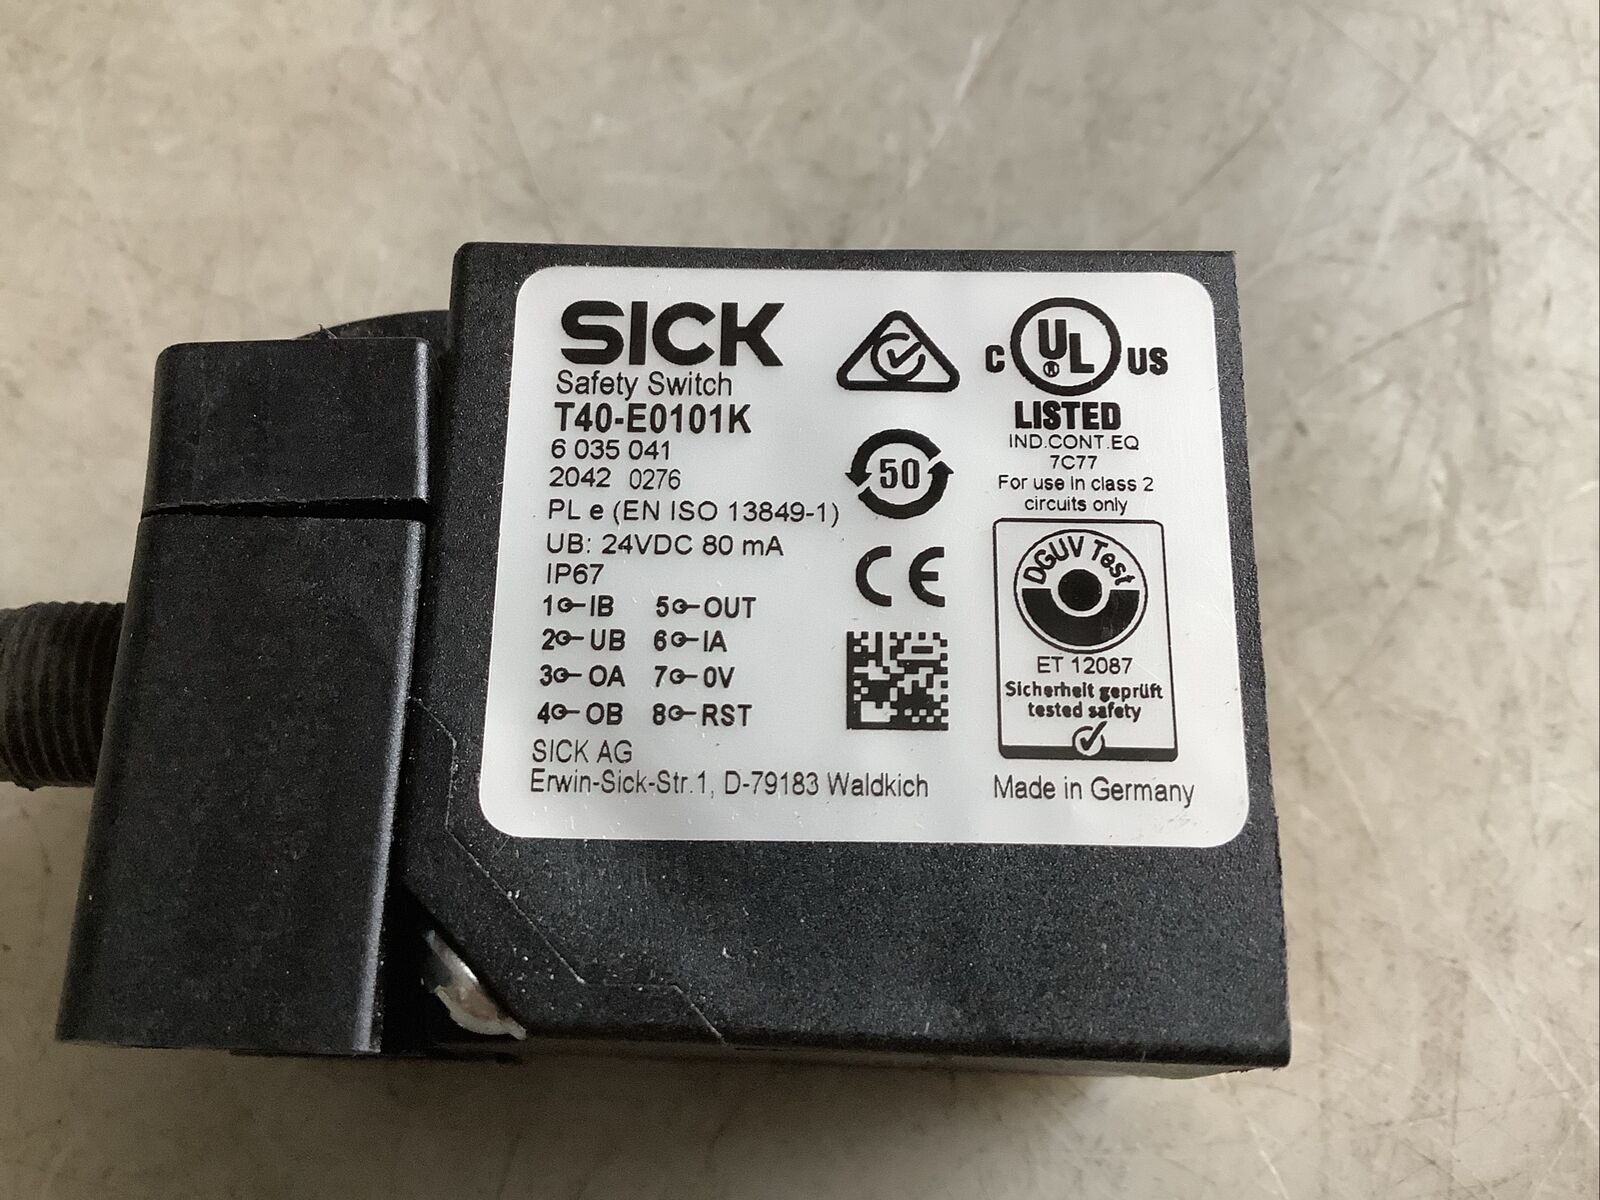 SICK
Safety Switch
T40-E0101K
6 035 041
2042 0276
PL e (EN ISO 13849-1)
UB: 24VDC 80 mA
IP67
1 IB 5 OUT
2 UB 6 IA
3 OA 7 0V
4 OB 8 RST
SICK AG
Erwin-Sick-Str.1, D-79183 Waldkich
50
CE
C UL ® US
LISTED
IND.CONT.EQ
7C77
For use in class 2
circuits only
DGUV Test
ET 12087
Sicherheit geprüft
tested safety
Made in Germany